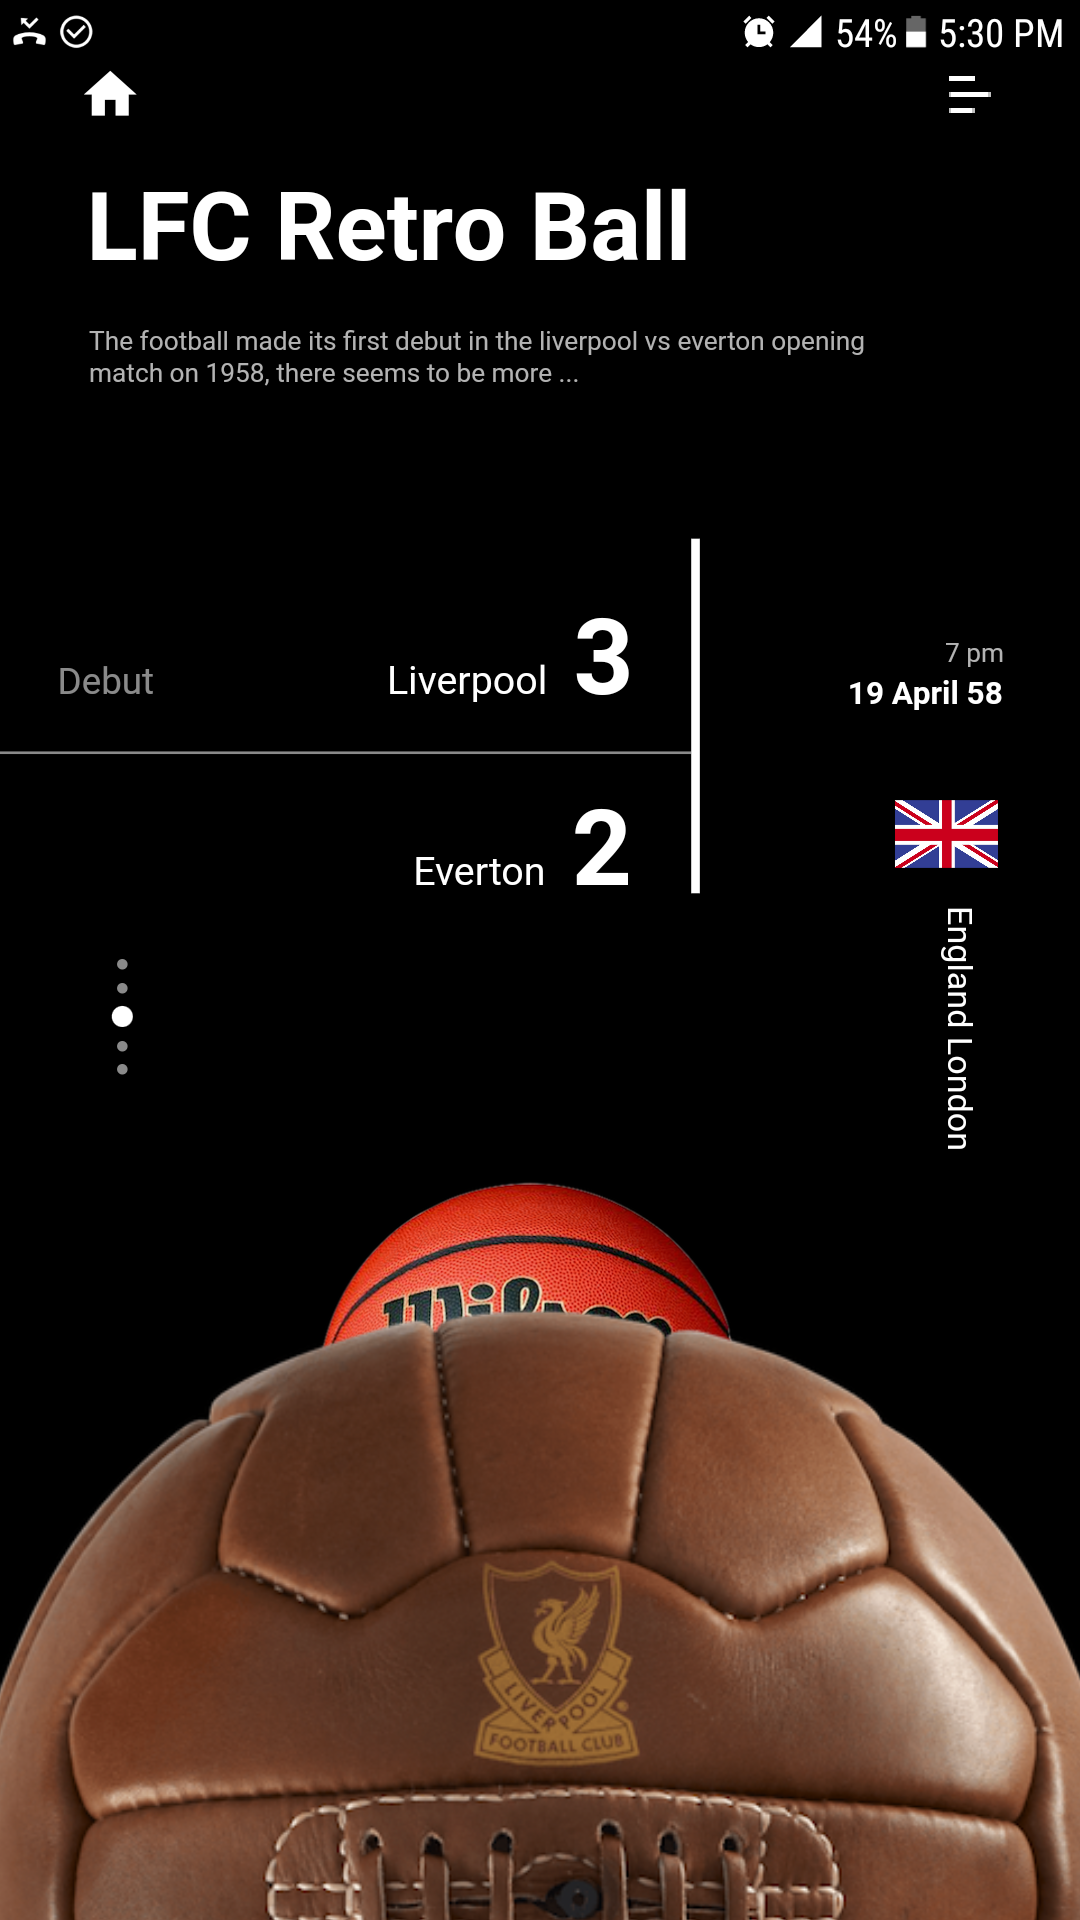 54% 5:30 PM
LFC Retro Ball
The football made its first debut in the liverpool vs everton opening
match on 1958, there seems to be more ...
Debut Liverpool 3
7 pm
19 April 58
Everton 2
England London
Wilson
LIVERPOOL
FOOTBALL CLUB